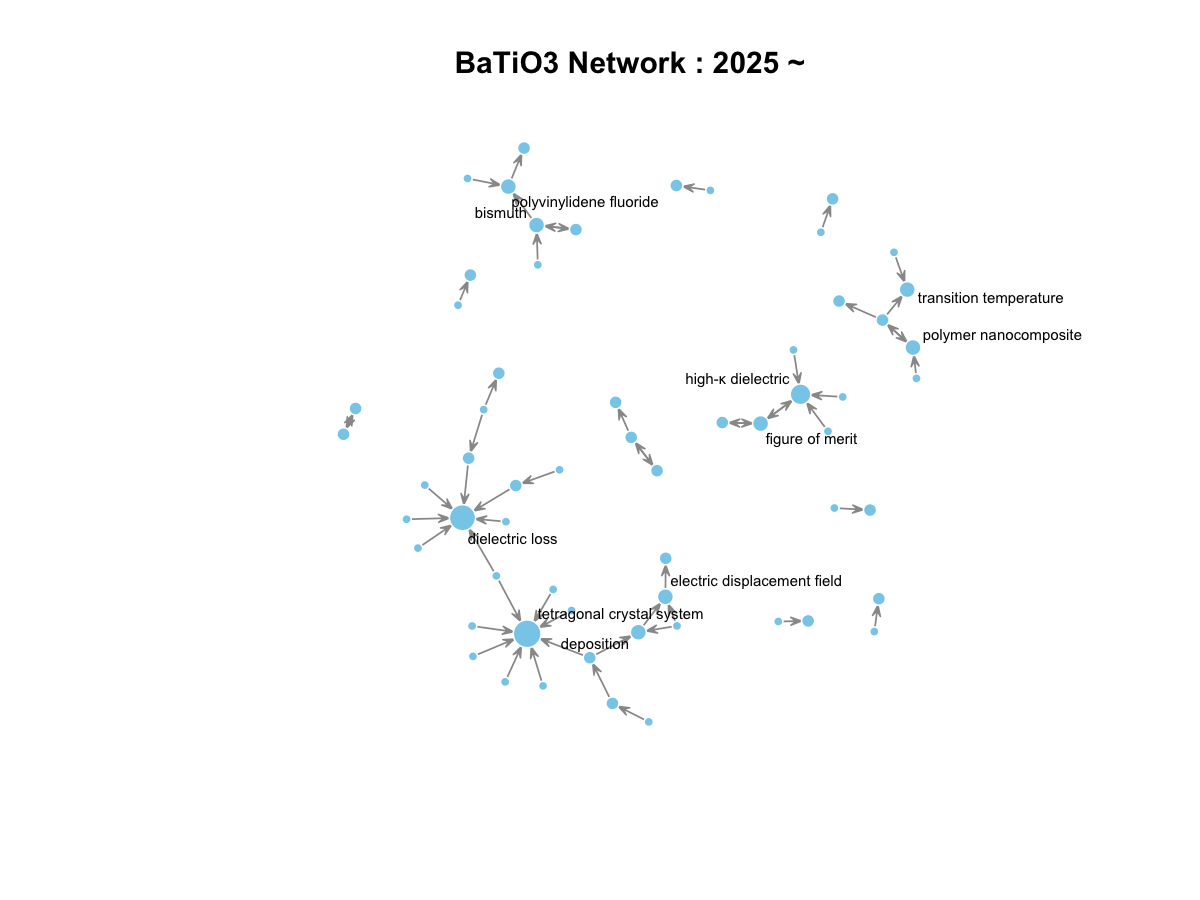 BaTiO3 Network : 2025 ~
polyvinylidene fluoride
bismuth
transition temperature
polymer nanocomposite
high-κ dielectric
figure of merit
dielectric loss
electric displacement field
tetragonal crystal system
deposition